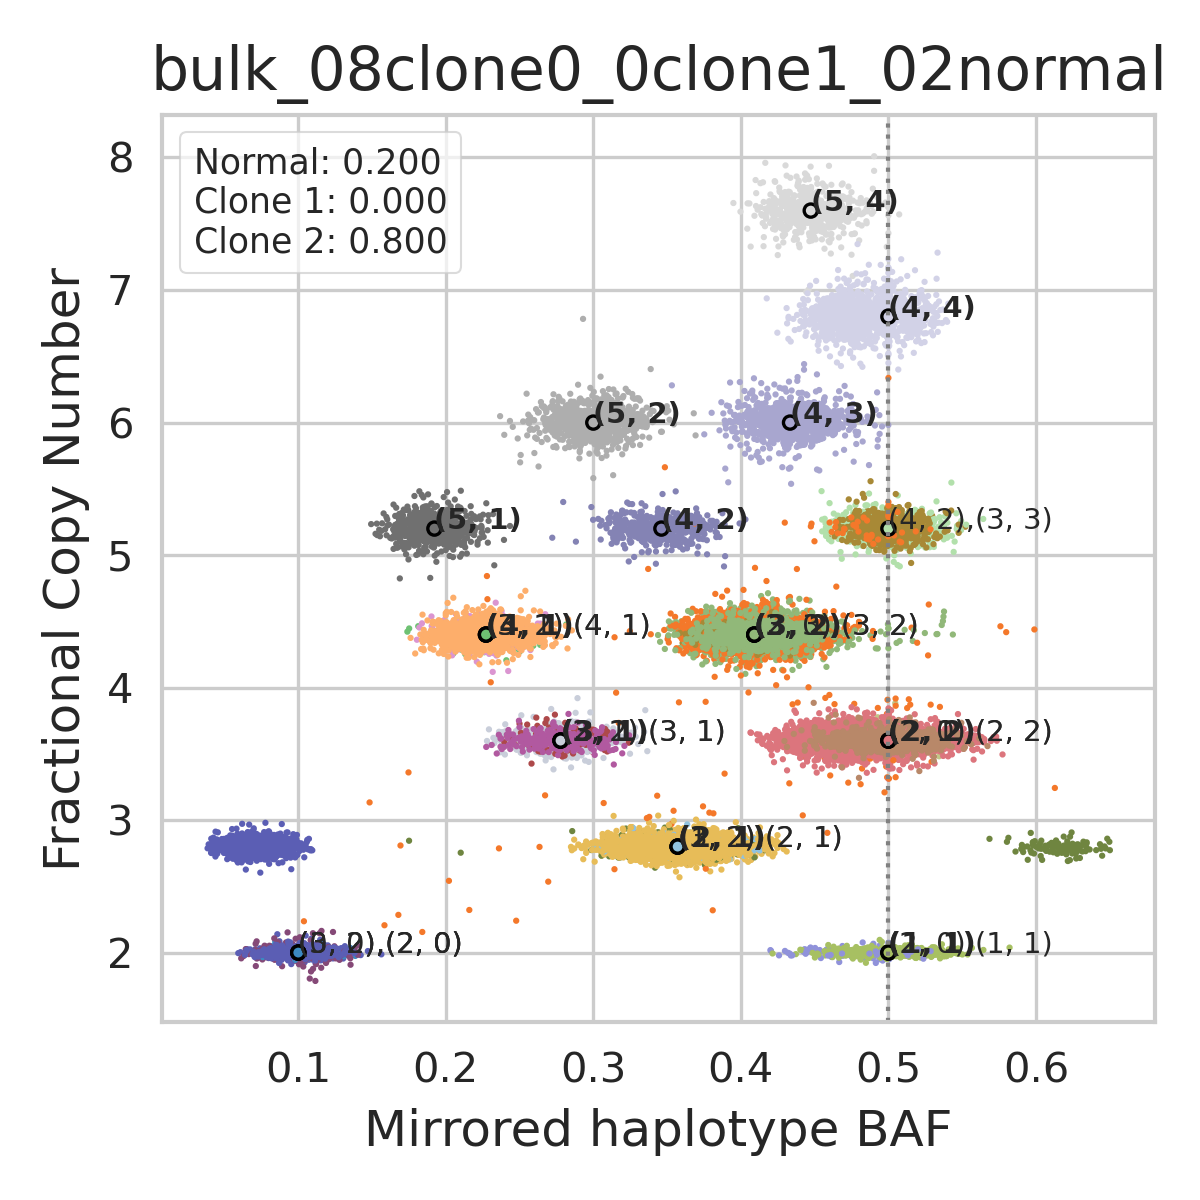 bulk_08clone0_0clone1_02normal
Normal: 0.200
Clone 1: 0.000
Clone 2: 0.800
Fractional Copy Number
8
7
6
5
4
3
2
(5, 4)
(4, 4)
(5, 2)
(4, 3)
(5, 1)
(4, 2)
(4, 2),(3, 3)
(4, 1)
(3, 2)
(3, 1)
(2, 2)
(2, 1)
(2, 0)
(1, 1)
0.1 0.2 0.3 0.4 0.5 0.6
Mirrored haplotype BAF